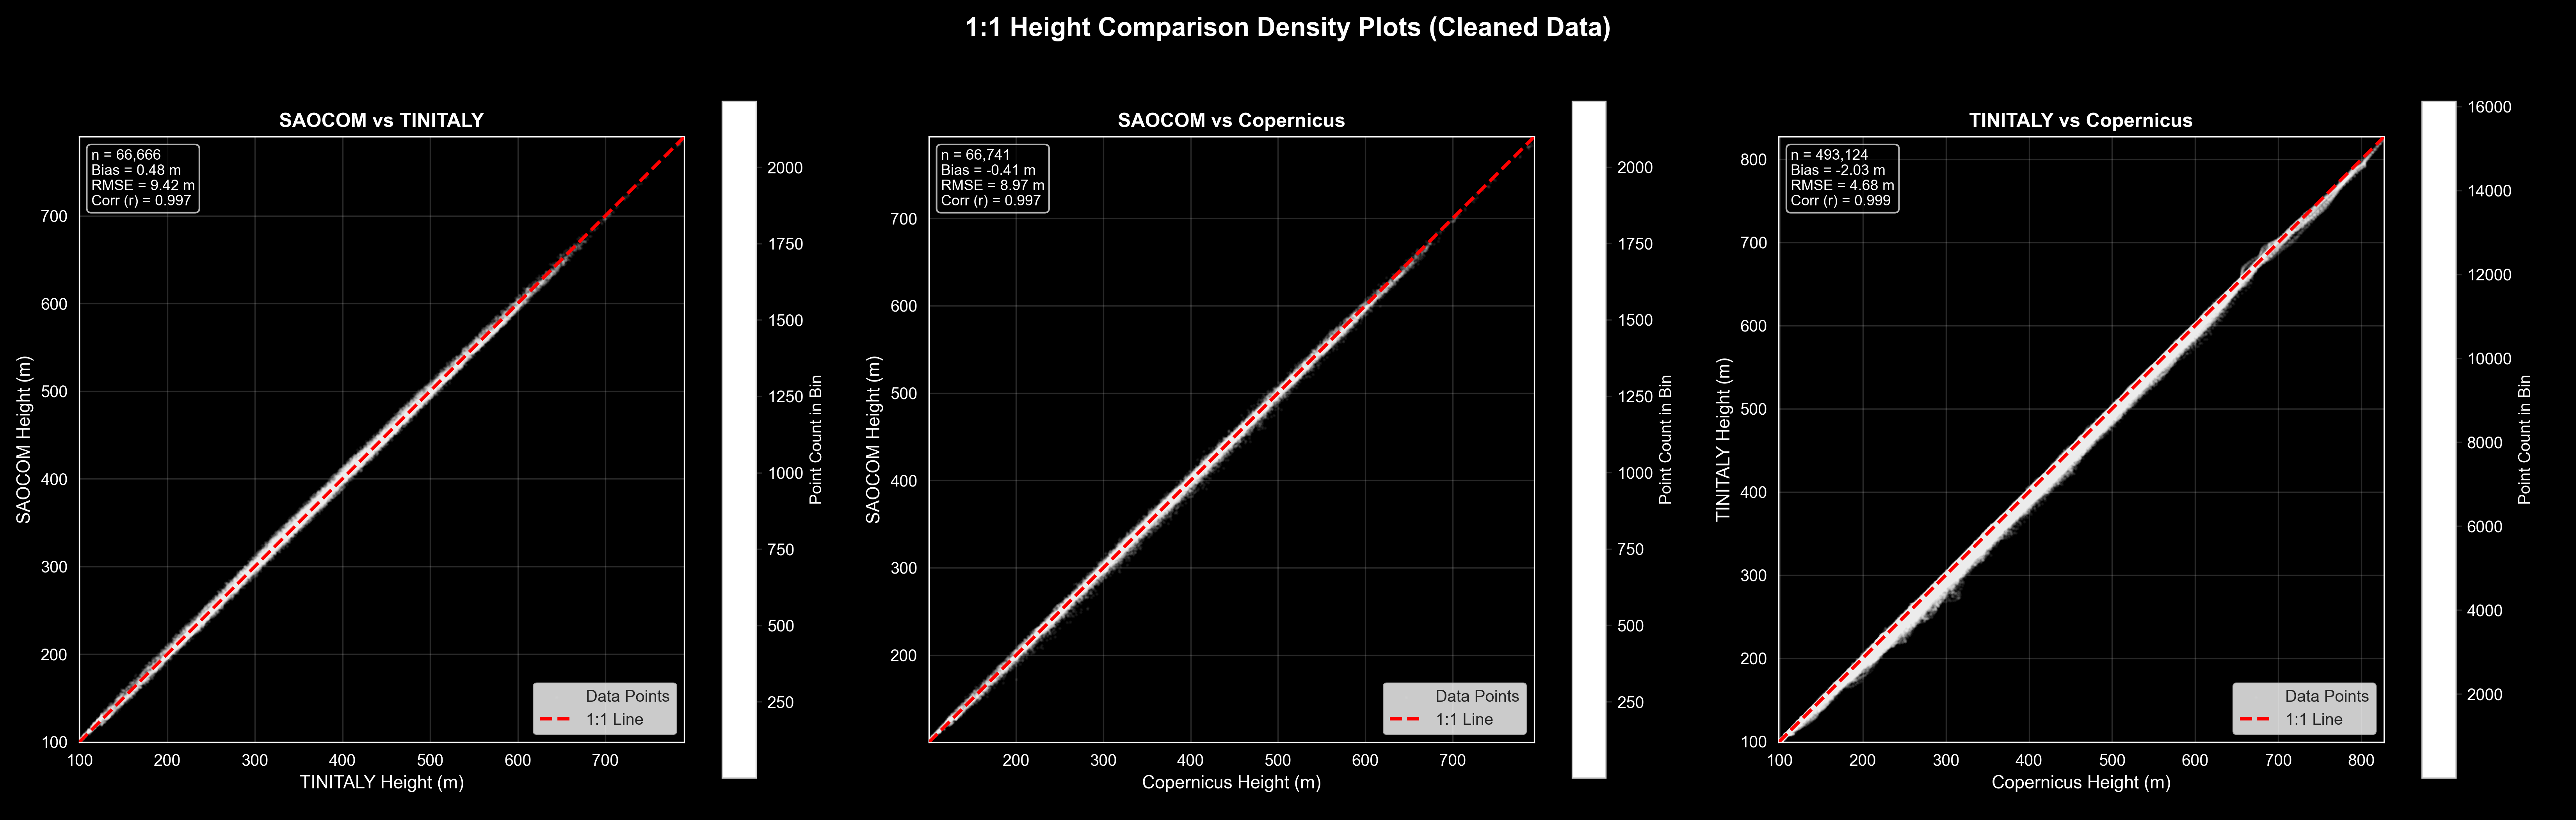 1:1 Height Comparison Density Plots (Cleaned Data)
SAOCOM vs TINITALY
n = 66,666
Bias = 0.48 m
RMSE = 9.42 m
Corr (r) = 0.997
SAOCOM Height (m)
700
600
500
400
300
200
100
100 200 300 400 500 600 700
TINITALY Height (m)
Data Points
1:1 Line
2000
1750
1500
1250
1000
750
500
250
Point Count in Bin
SAOCOM vs Copernicus
n = 66,741
Bias = -0.41 m
RMSE = 8.97 m
Corr (r) = 0.997
SAOCOM Height (m)
700
600
500
400
300
200
200 300 400 500 600 700
Copernicus Height (m)
Data Points
1:1 Line
2000
1750
1500
1250
1000
750
500
250
Point Count in Bin
TINITALY vs Copernicus
n = 493,124
Bias = -2.03 m
RMSE = 4.68 m
Corr (r) = 0.999
TINITALY Height (m)
800
700
600
500
400
300
200
100
100 200 300 400 500 600 700 800
Copernicus Height (m)
Data Points
1:1 Line
16000
14000
12000
10000
8000
6000
4000
2000
Point Count in Bin